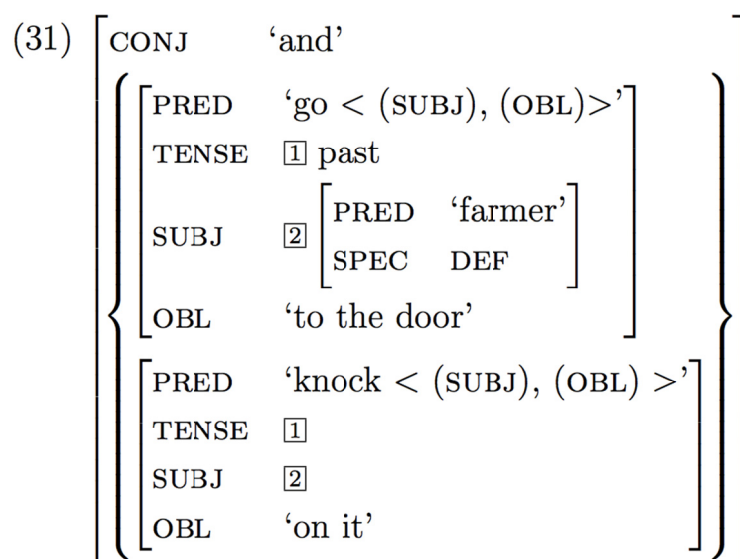 (31) CONJ ‘and’
PRED ‘go < (SUBJ), (OBL)>’
TENSE 1 past
SUBJ 2 PRED ‘farmer’
SPEC DEF
OBL ‘to the door’
PRED ‘knock < (SUBJ), (OBL) >’
TENSE 1
SUBJ 2
OBL ‘on it’